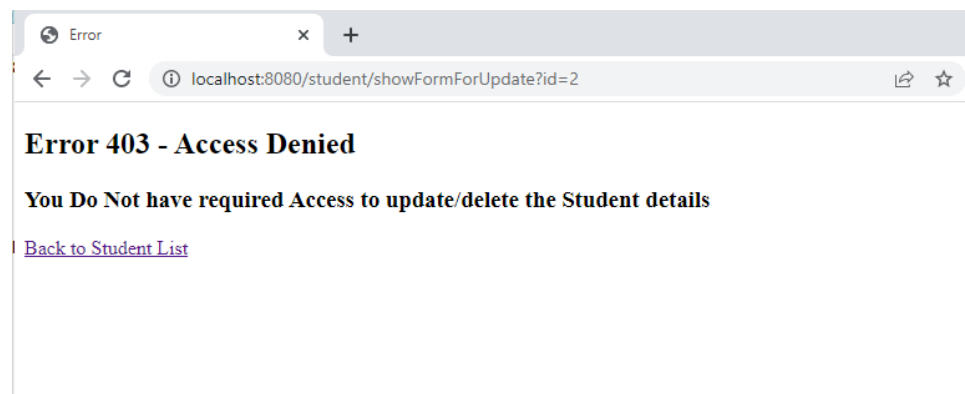 Error
localhost:8080/student/showFormForUpdate?id=2
Error 403 - Access Denied
You Do Not have required Access to update/delete the Student details
Back to Student List